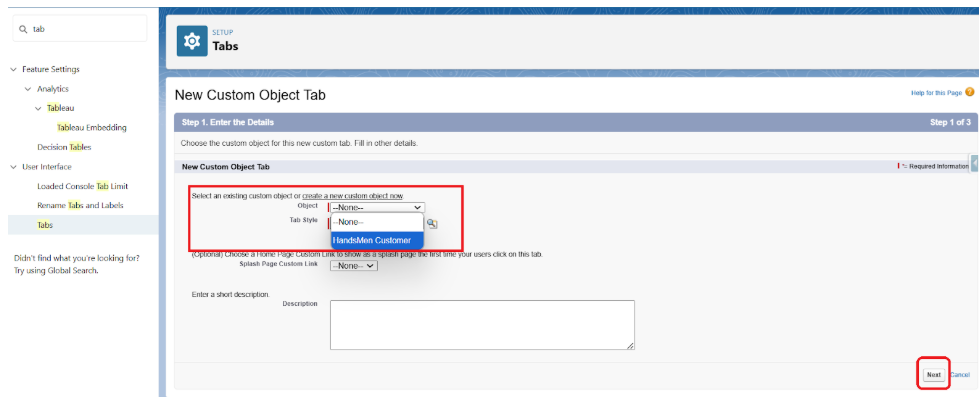 tab
SETUP
Tabs
Feature Settings
Analytics
Tableau
Tableau Embedding
Decision Tables
User Interface
Loaded Console Tab Limit
Rename Tabs and Labels
Tabs
Didn't find what you're looking for?
Try using Global Search.
New Custom Object Tab
Help for this Page
Step 1. Enter the Details Step 1 of 3
Choose the custom object for this new custom tab. Fill in other details.
New Custom Object Tab = Required Information
Select an existing custom object or create a new custom object now.
Object --None--
Tab Style --None--
HandsMen Customer
(Optional) Choose a Home Page Custom Link to show as a splash page the first time your users click on this tab.
Splash Page Custom Link --None--
Enter a short description.
Description
Next Cancel